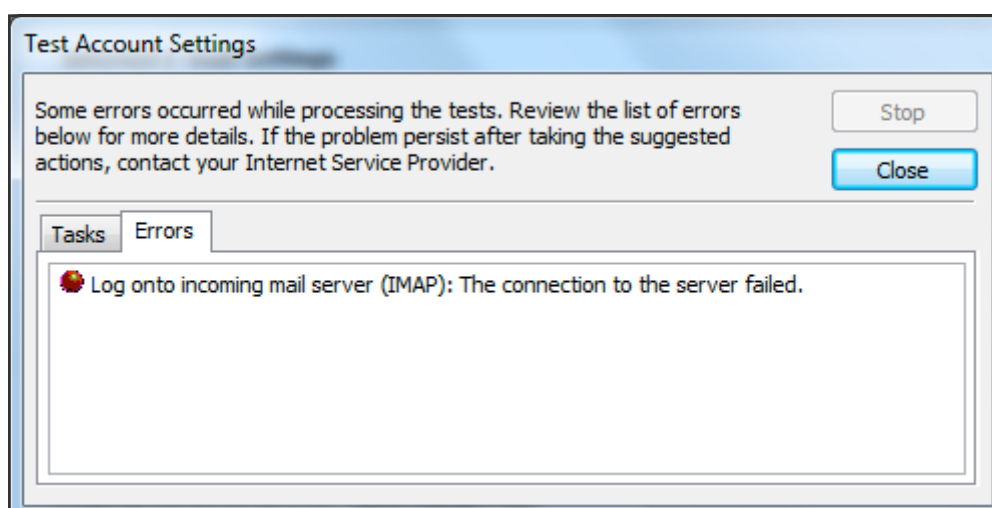 Test Account Settings
Some errors occurred while processing the tests. Review the list of errors
below for more details. If the problem persist after taking the suggested
actions, contact your Internet Service Provider.
Stop
Close
Tasks
Errors
Log onto incoming mail server (IMAP): The connection to the server failed.